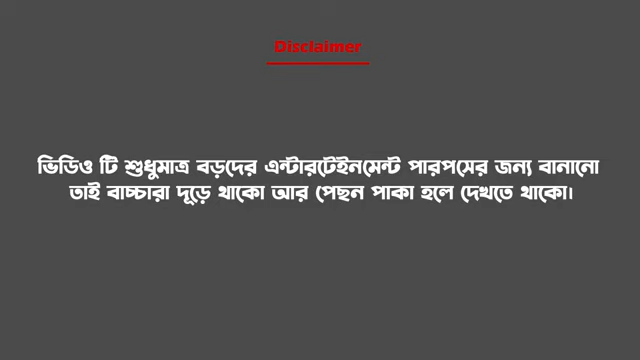 Disclaimer
ভিডিও টি শুধুমাত্র বড়দের এন্টারটেইনমেন্ট পারপসের জন্য বানানো
তাই বাচ্চারা দূড়ে থাকো আর পেছন পাকা হলে দেখতে থাকো।